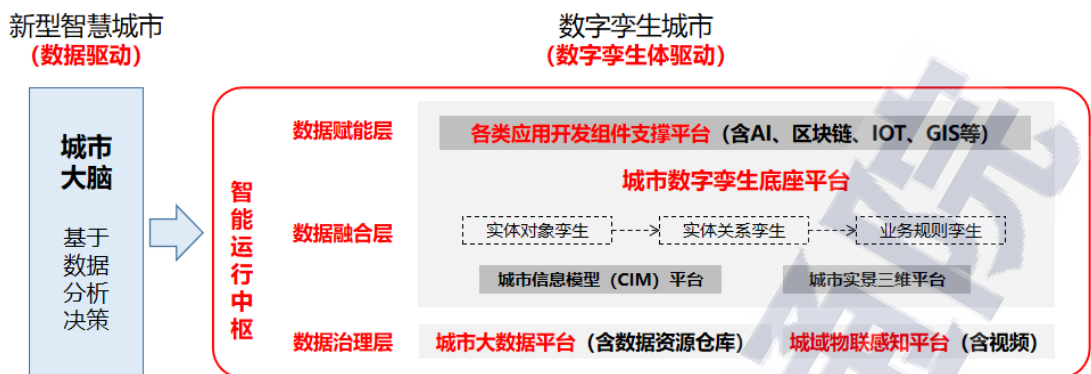 新型智慧城市
(数据驱动)
数字孪生城市
(数字孪生体驱动)
城市
大脑
基于
数据
分析
决策
智能运行中枢
数据赋能层
各类应用开发组件支撑平台（含AI、区块链、IOT、GIS等）
城市数字孪生底座平台
数据融合层
实体对象孪生
实体关系孪生
业务规则孪生
城市信息模型（CIM）平台
城市实景三维平台
数据治理层
城市大数据平台（含数据资源仓库）
城域物联感知平台（含视频）